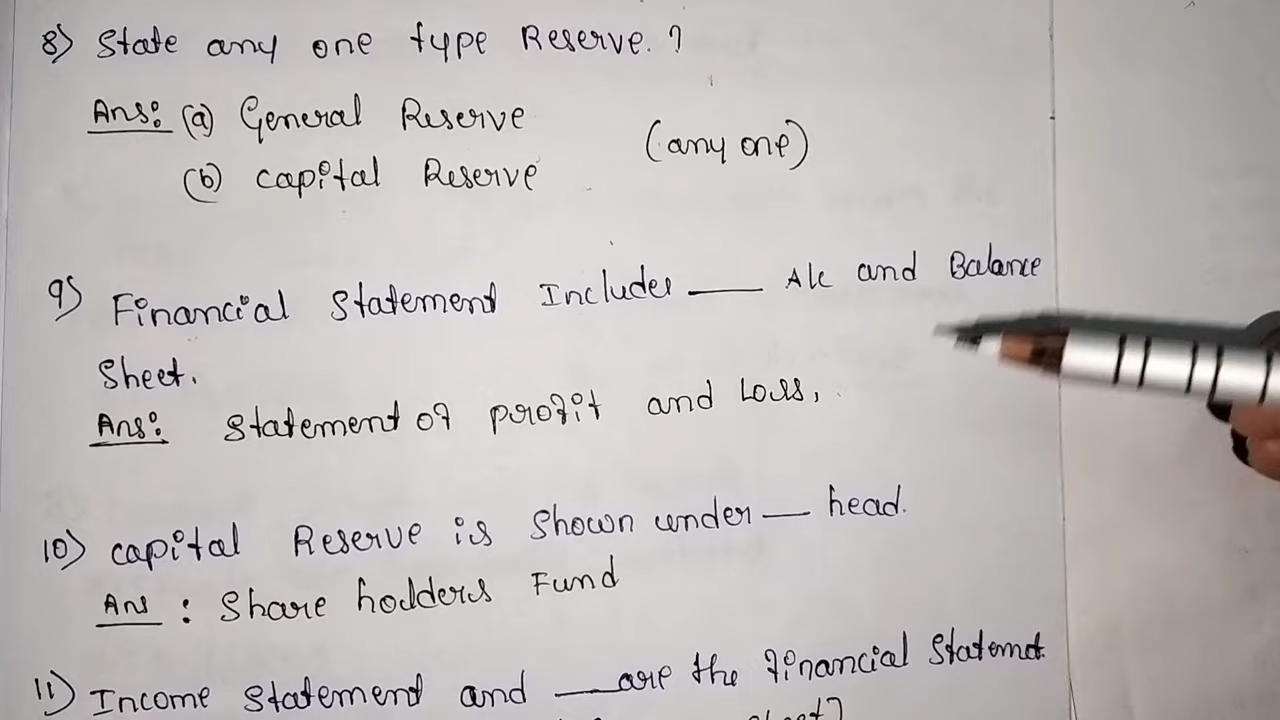 8) State any one type Reserve. ?
Ans: (a) General Reserve
(b) capital Reserve (any one)
9) Financial Statement Includes ___ A/c and Balance
Sheet.
Ans: Statement of profit and Loss,
10) capital Reserve is Shown under — head.
Ans : Share holders Fund
11) Income Statement and ___ are the financial Statemet